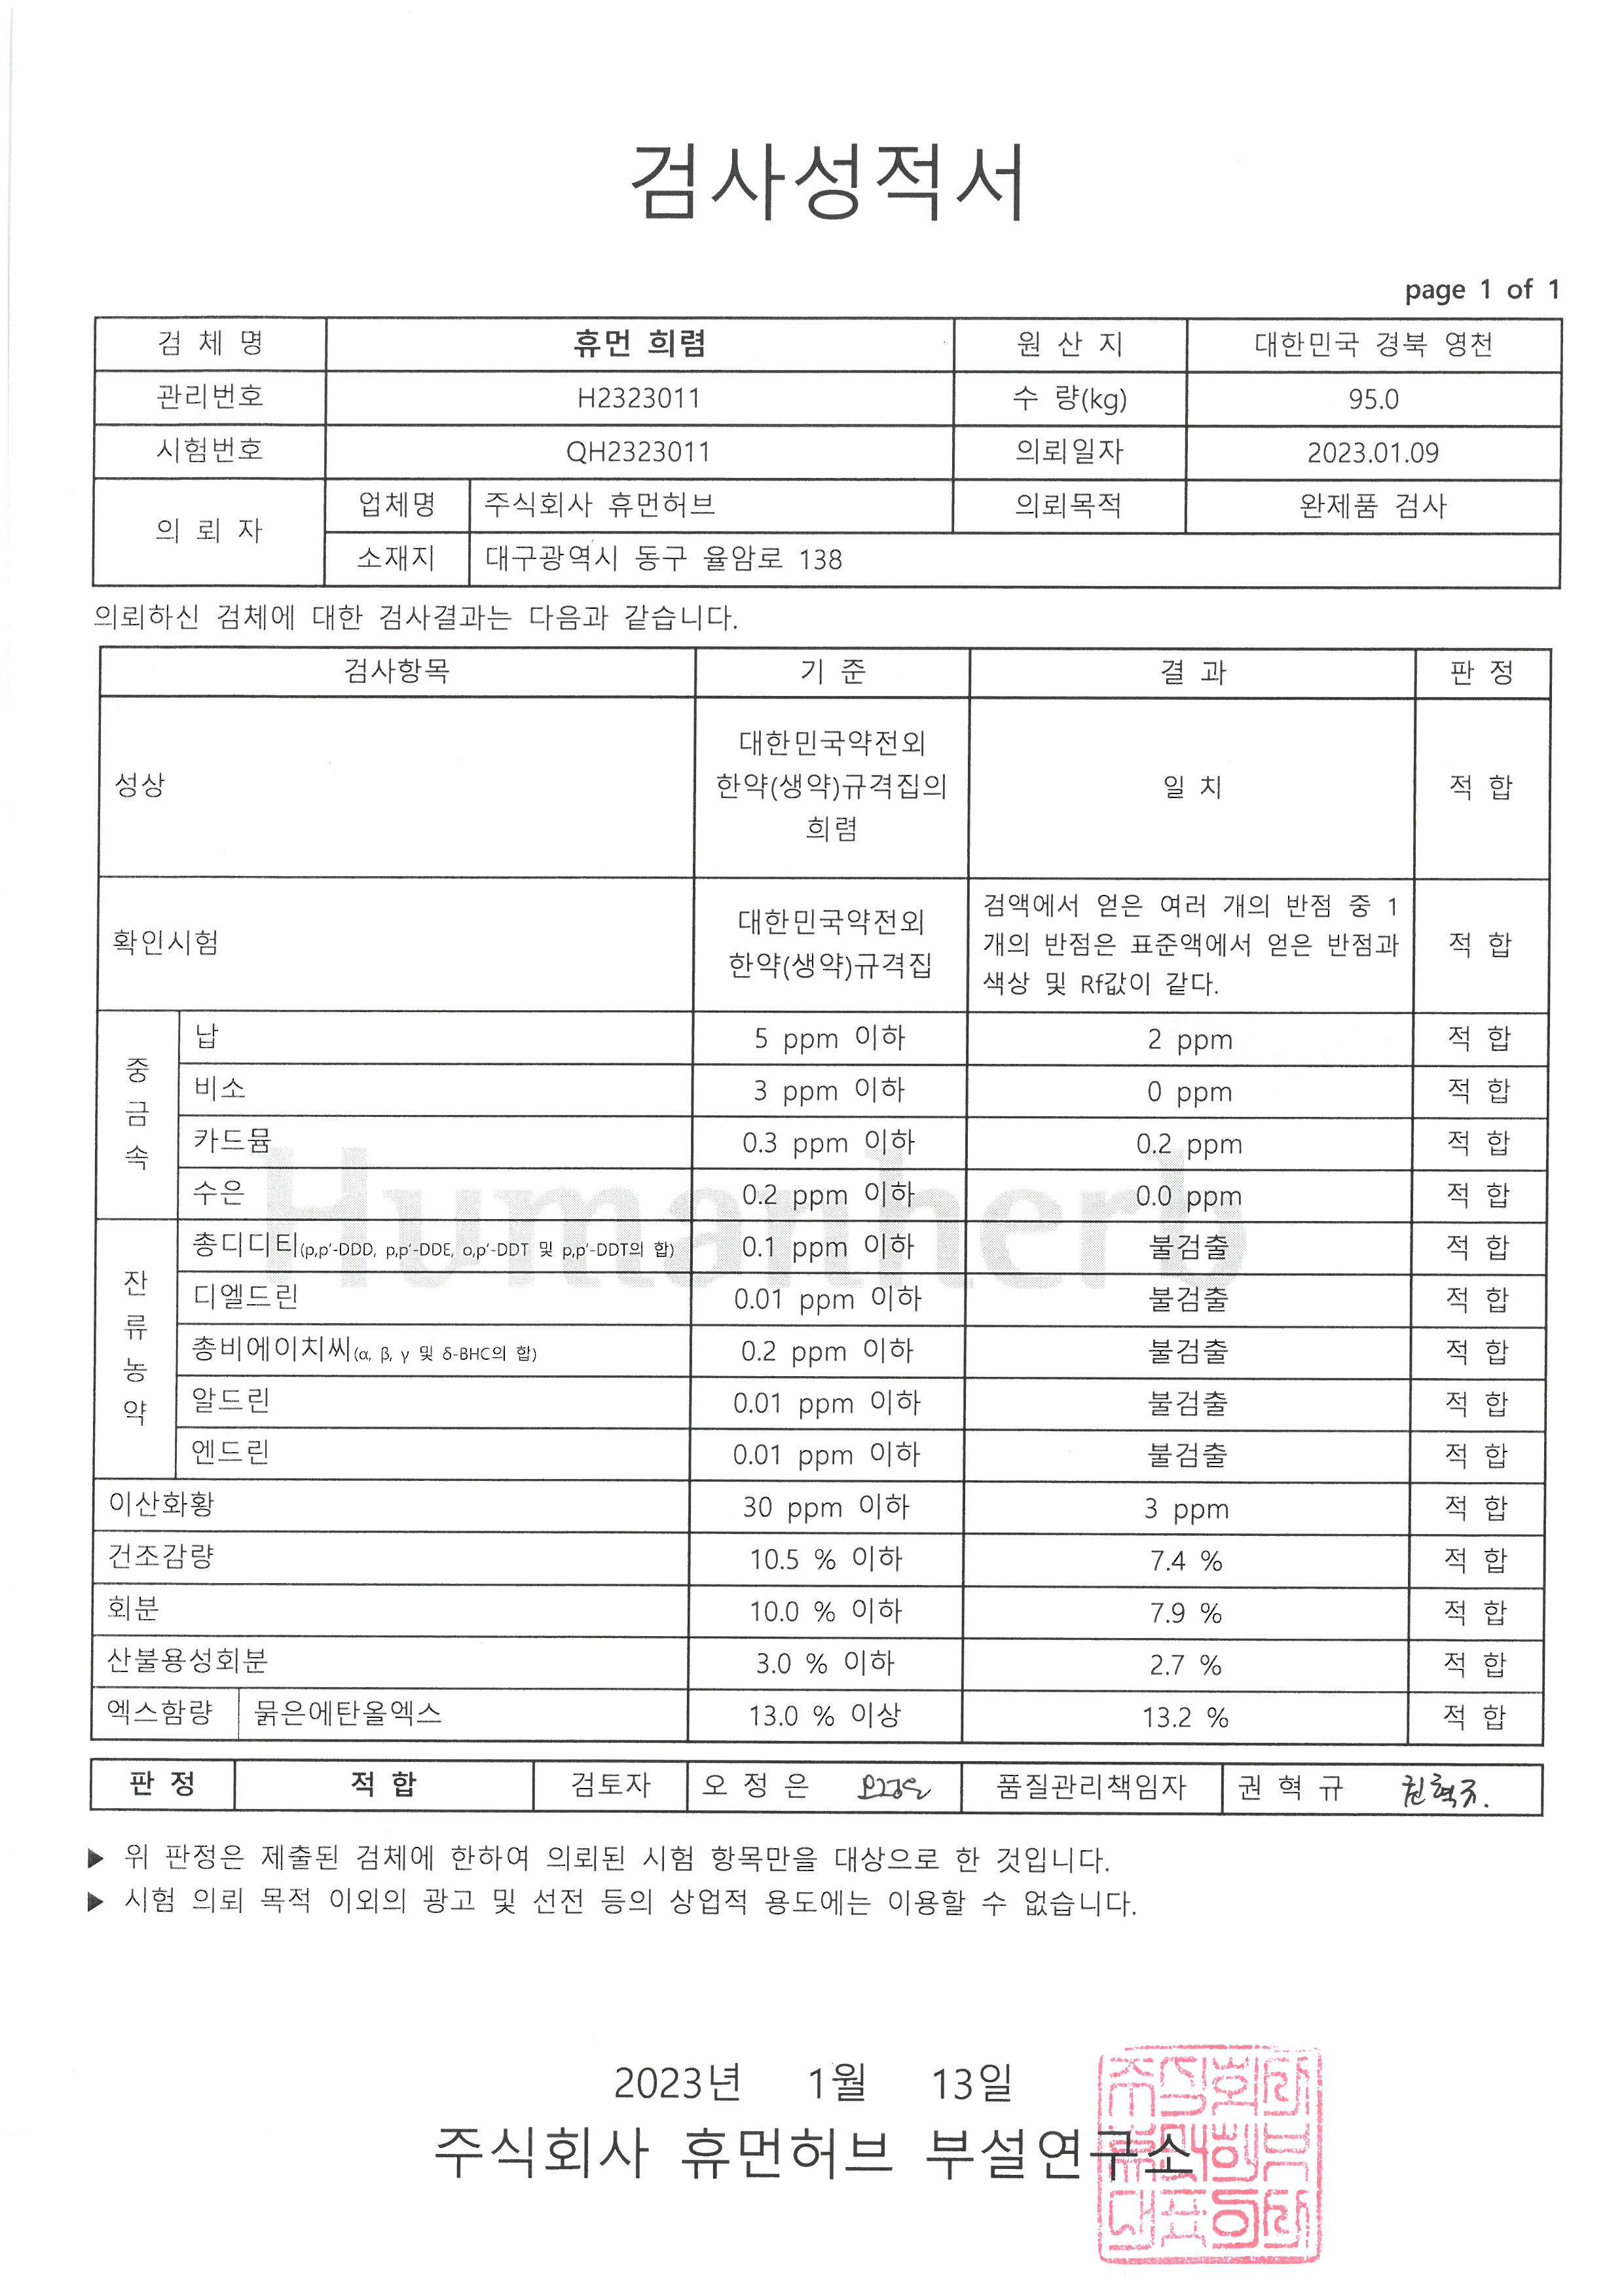 검사성적서
page 1 of 1
검 체 명 휴먼 희렴 원 산 지 대한민국 경북 영천
관리번호 H2323011 수 량(kg) 95.0
시험번호 QH2323011 의뢰일자 2023.01.09
의 뢰 자 업체명 주식회사 휴먼허브 의뢰목적 완제품 검사
소재지 대구광역시 동구 율암로 138
의뢰하신 검체에 대한 검사결과는 다음과 같습니다.
검사항목 기 준 결 과 판 정
성상 대한민국약전외 한약(생약)규격집의 희렴 일 치 적 합
확인시험 대한민국약전외 한약(생약)규격집 검액에서 얻은 여러 개의 반점 중 1개의 반점은 표준액에서 얻은 반점과 색상 및 Rf값이 같다. 적 합
중금속 납 5 ppm 이하 2 ppm 적 합
비소 3 ppm 이하 0 ppm 적 합
카드뮴 0.3 ppm 이하 0.2 ppm 적 합
수은 0.2 ppm 이하 0.0 ppm 적 합
Humanherb
잔류농약 총디디티(p,p'-DDD, p,p'-DDE, o,p'-DDT 및 p,p'-DDT의 합) 0.1 ppm 이하 불검출 적 합
디엘드린 0.01 ppm 이하 불검출 적 합
총비에이치씨(α, β, γ 및 δ-BHC의 합) 0.2 ppm 이하 불검출 적 합
알드린 0.01 ppm 이하 불검출 적 합
엔드린 0.01 ppm 이하 불검출 적 합
이산화황 30 ppm 이하 3 ppm 적 합
건조감량 10.5 % 이하 7.4 % 적 합
회분 10.0 % 이하 7.9 % 적 합
산불용성회분 3.0 % 이하 2.7 % 적 합
엑스함량 묽은에탄올엑스 13.0 % 이상 13.2 % 적 합
판 정 적 합 검토자 오 정 은 품질관리책임자 권 혁 규
▶ 위 판정은 제출된 검체에 한하여 의뢰된 시험 항목만을 대상으로 한 것입니다.
▶ 시험 의뢰 목적 이외의 광고 및 선전 등의 상업적 용도에는 이용할 수 없습니다.
2023년 1월 13일
주식회사 휴먼허브 부설연구소